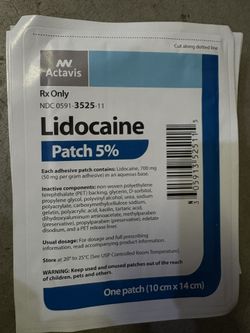 Cut along dotted line
Actavis
Rx Only
NDC 0591-3525-11
Lidocaine
Patch 5%
Each adhesive patch contains: Lidocaine, 700 mg
(50 mg per gram adhesive) in an aqueous base.
Inactive components: non-woven polyethylene
terephthalate (PET) backing, glycerin, D-sorbitol,
propylene glycol, polyvinyl alcohol, urea, sodium
polyacrylate, carboxymethylcellulose sodium,
gelatin, polyacrylic acid, kaolin, tartaric acid,
dihydroxyaluminum aminoacetate, methylparaben
(preservative), propylparaben (preservative), edetate
disodium, and a PET release liner.
Usual dosage: For dosage and full prescribing
information, read accompanying product information.
Store at 20° to 25°C (See USP Controlled Room Temperature).
WARNING: Keep used and unused patches out of the reach
of children, pets and others.
One patch (10 cm × 14 cm)